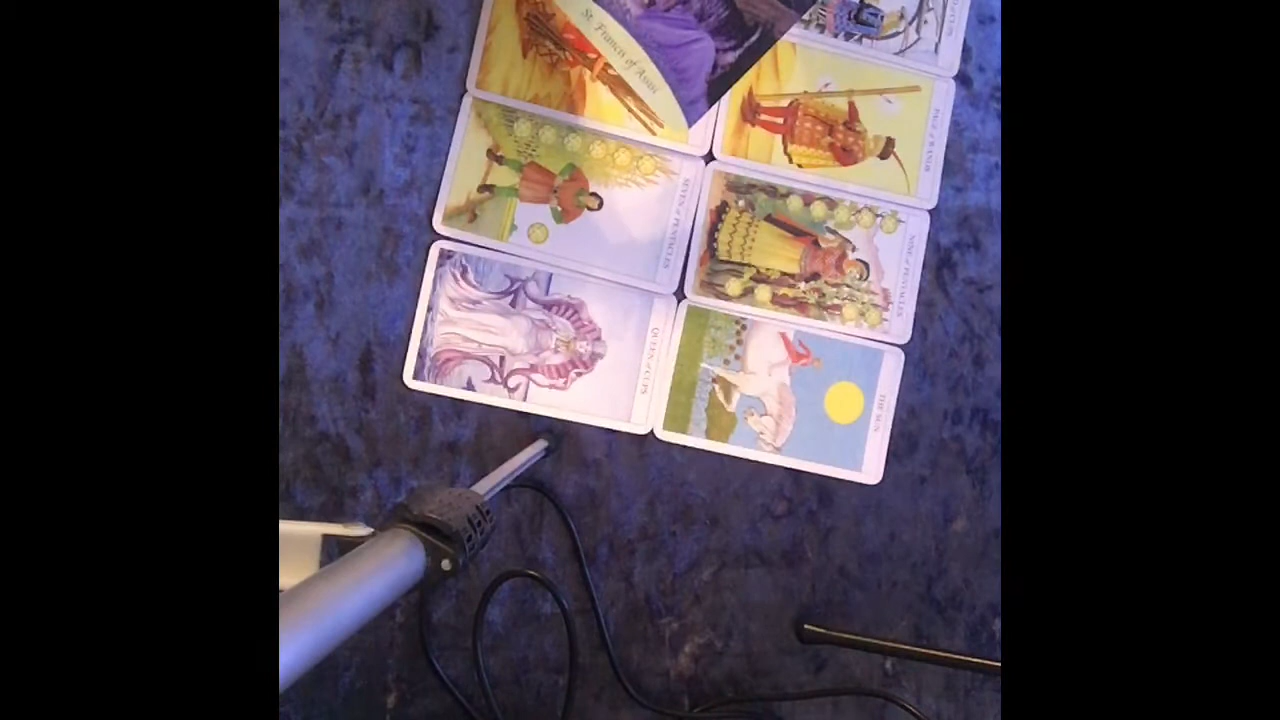 St. Francis of Assisi
PAGE of WANDS
SEVEN of PENTACLES
NINE of PENTACLES
QUEEN of CUPS
THE SUN